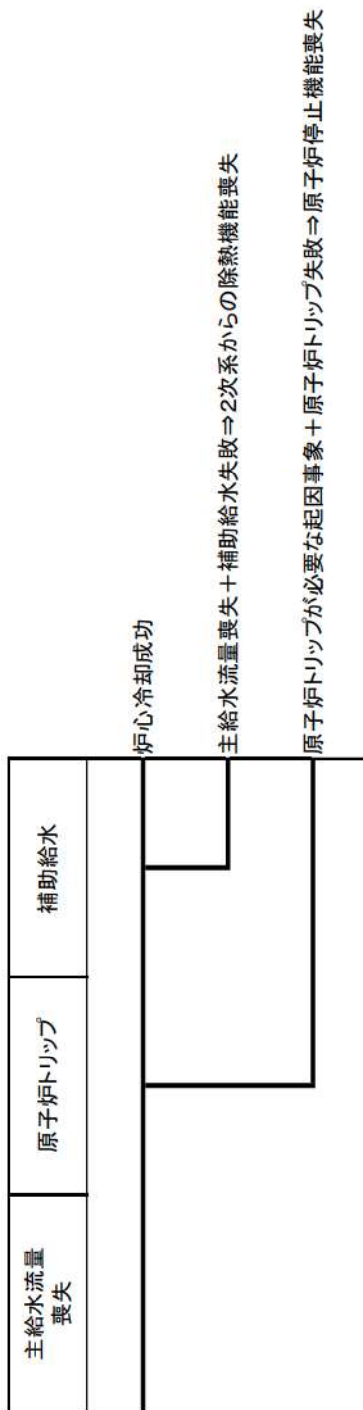 主給水流量
喪失
原子炉トリップ
補助給水
炉心冷却成功
主給水流量喪失+補助給水失敗⇒2次系からの除熱機能喪失
原子炉トリップが必要な起因事象+原子炉トリップ失敗⇒原子炉停止機能喪失